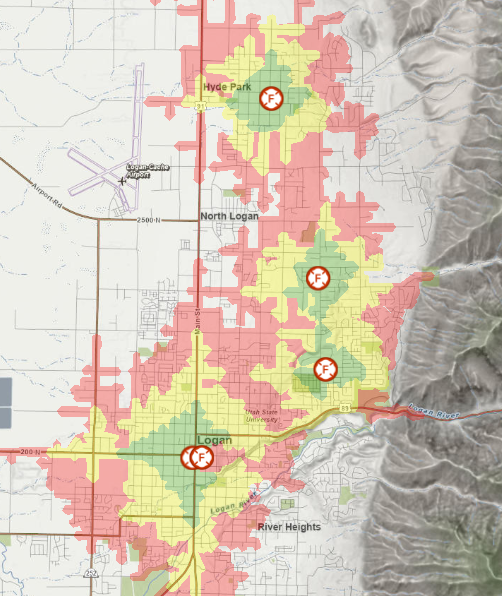 Hyde Park
F
91
Logan-Cache
Airport
Airport Rd
North Logan
2500 N
F
Main St
F
89
Utah State
University
Logan River
Logan
200 N
F
Logan River
River Heights
252